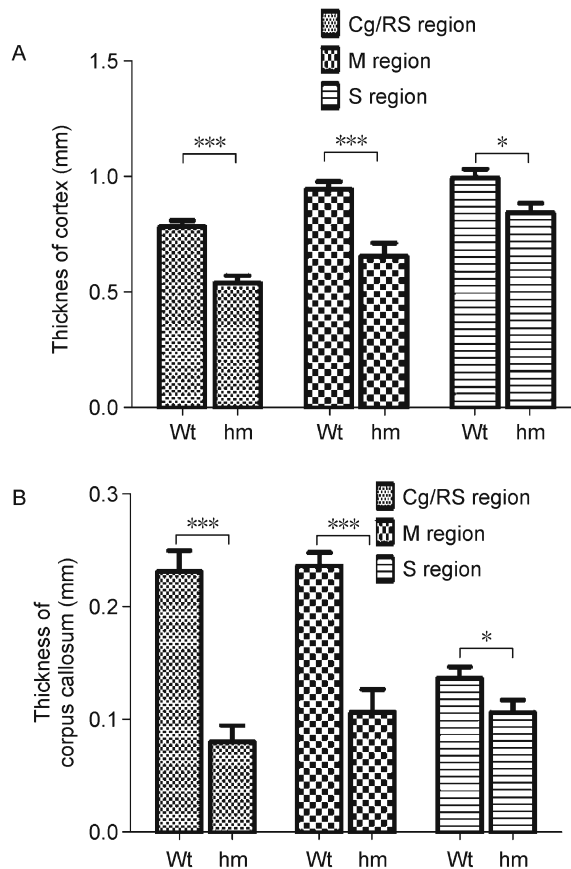 A
Cg/RS region
M region
S region
Thicknes of cortex (mm)
1.5
1.0
0.5
0.0
***
***
*
Wt hm Wt hm Wt hm
B
Cg/RS region
M region
S region
Thickness of
corpus callosum (mm)
0.3
0.2
0.1
0.0
***
***
*
Wt hm Wt hm Wt hm